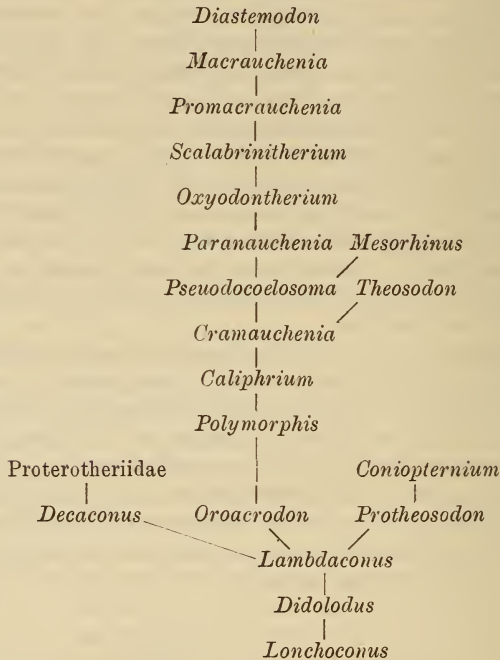 Diastemodon
Macrauchenia
Promacrauchenia
Scalabrinitherium
Oxyodontherium
Paranauchenia Mesorhinus
Pseudocoelosoma Theosodon
Cramauchenia
Caliphrium
Polymorphis
Proterotheriidae Coniopternium
Decaconus Oroacrodon Protheosodon
Lambdaconus
Didolodus
Lonchoconus